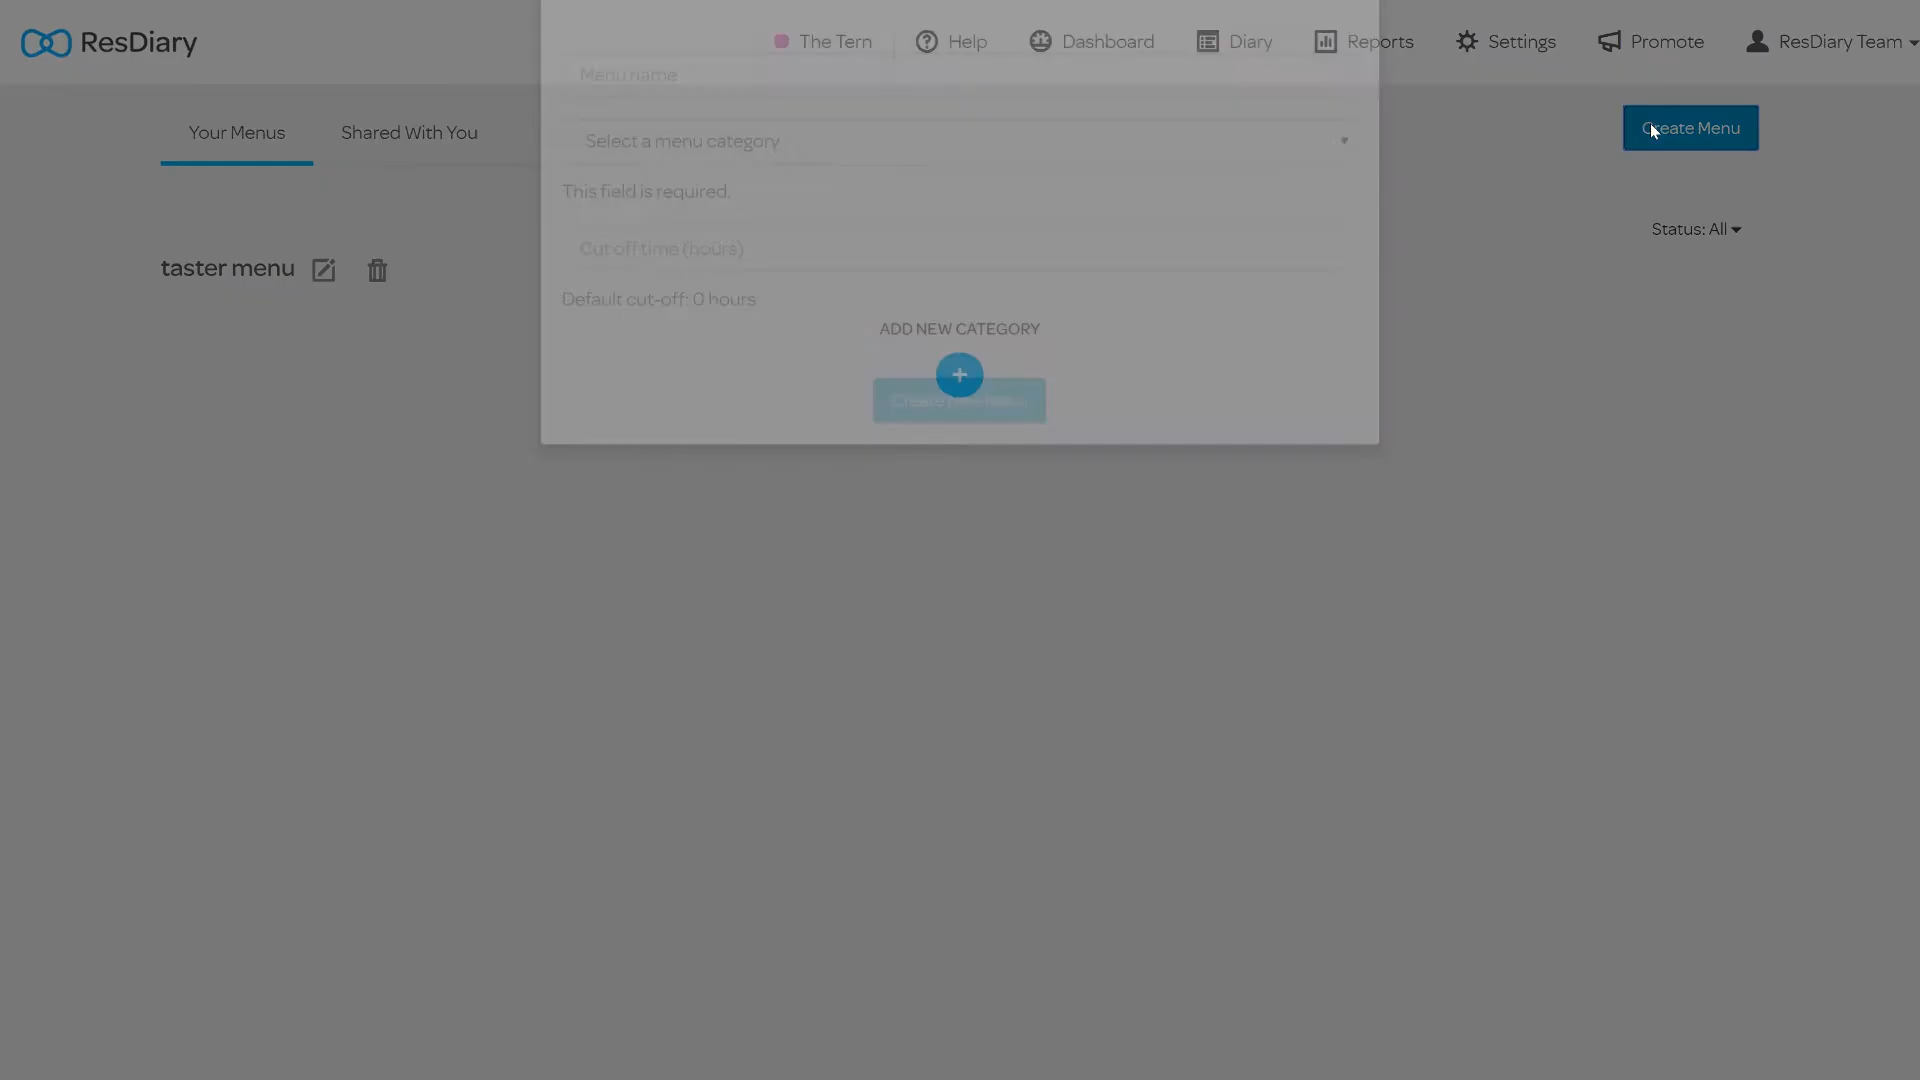 ResDiary
The Tern
Help
Dashboard
Diary
Reports
Settings
Promote
ResDiary Team
Menu name
Your Menus
Shared With You
Create Menu
Select a menu category
This field is required.
Status: All
Cut off time (hours)
taster menu
Default cut-off: 0 hours
ADD NEW CATEGORY
Create